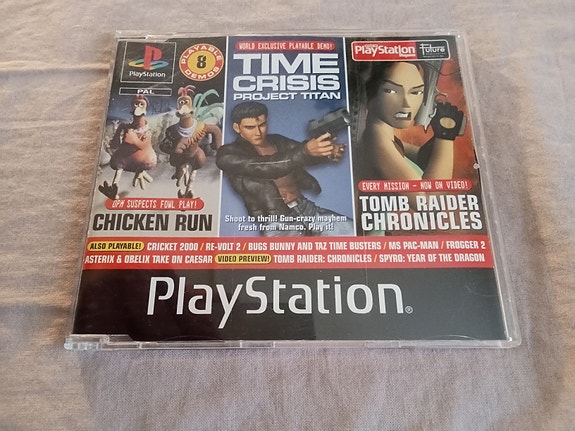 PlayStation
PAL
PLAYABLE
8
DEMOS
OPM SUSPECTS FOWL PLAY!
CHICKEN RUN
WORLD EXCLUSIVE PLAYABLE DEMO!
TIME
CRISIS
PROJECT TITAN
Shoot to thrill! Gun-crazy mayhem
fresh from Namco. Play it!
PlayStation
Future
EVERY MISSION - NOW ON VIDEO!
TOMB RAIDER
CHRONICLES
ALSO PLAYABLE! CRICKET 2000 / RE-VOLT 2 / BUGS BUNNY AND TAZ TIME BUSTERS / MS PAC-MAN / FROGGER 2
ASTERIX & OBELIX TAKE ON CAESAR VIDEO PREVIEW! TOMB RAIDER: CHRONICLES / SPYRO: YEAR OF THE DRAGON
PlayStation®